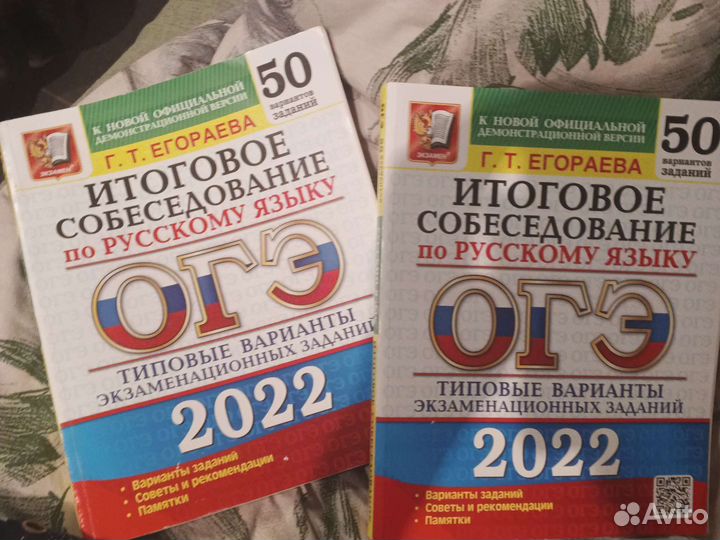 К НОВОЙ ОФИЦИАЛЬНОЙ
ДЕМОНСТРАЦИОННОЙ ВЕРСИИ
50
вариантов
заданий
ЭКЗАМЕН
Г. Т. ЕГОРАЕВА
ИТОГОВОЕ
СОБЕСЕДОВАНИЕ
ПО РУССКОМУ ЯЗЫКУ
ОГЭ
ТИПОВЫЕ ВАРИАНТЫ
ЭКЗАМЕНАЦИОННЫХ ЗАДАНИЙ
2022
• Варианты заданий
• Советы и рекомендации
• Памятки
К НОВОЙ ОФИЦИАЛЬНОЙ
ДЕМОНСТРАЦИОННОЙ ВЕРСИИ
50
вариантов
заданий
ЭКЗАМЕН
Г. Т. ЕГОРАЕВА
ИТОГОВОЕ
СОБЕСЕДОВАНИЕ
ПО РУССКОМУ ЯЗЫКУ
ОГЭ
ТИПОВЫЕ ВАРИАНТЫ
ЭКЗАМЕНАЦИОННЫХ ЗАДАНИЙ
2022
• Варианты заданий
• Советы и рекомендации
• Памятки
Avito